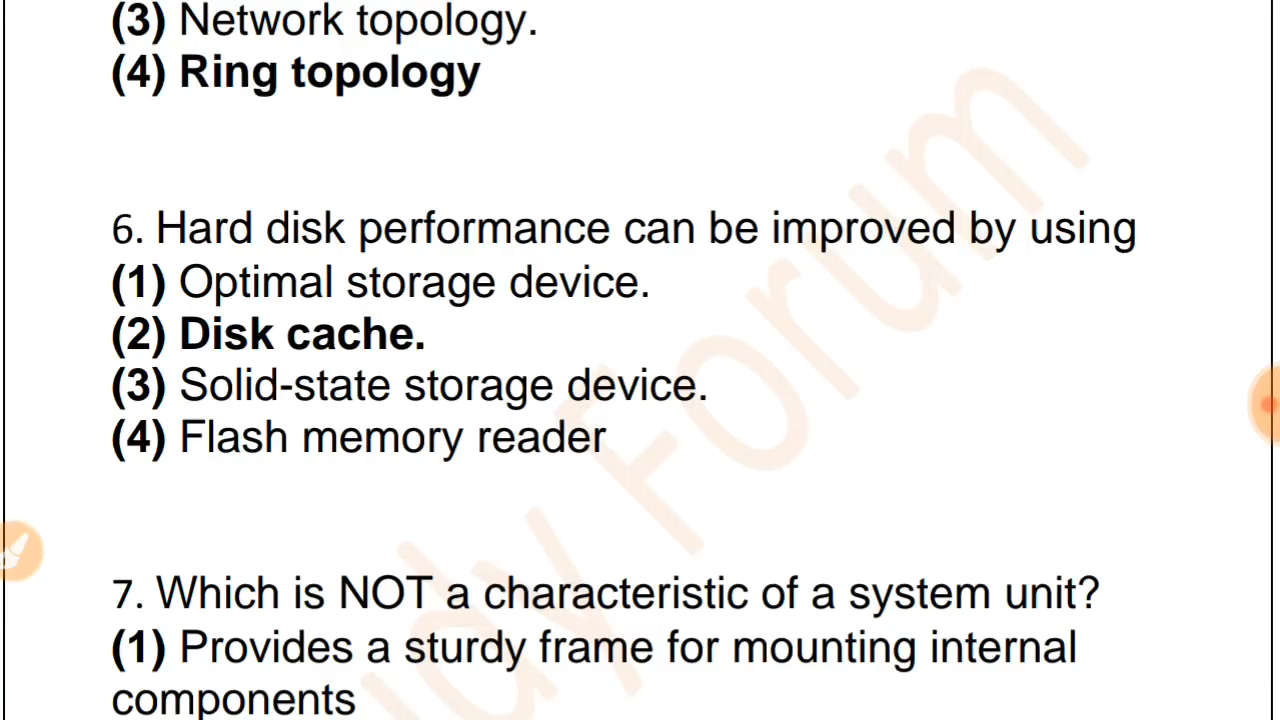 (3) Network topology.
(4) Ring topology
6. Hard disk performance can be improved by using
(1) Optimal storage device.
(2) Disk cache.
(3) Solid-state storage device.
(4) Flash memory reader
7. Which is NOT a characteristic of a system unit?
(1) Provides a sturdy frame for mounting internal
components
udy Forum